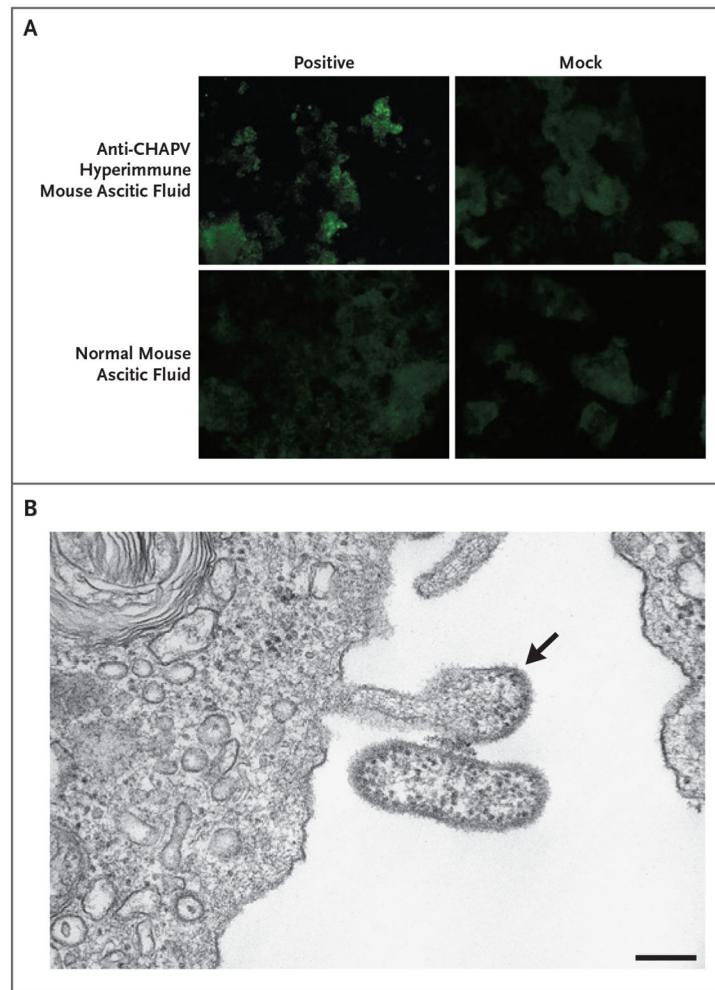 A
Positive
Mock
Anti-CHAPV
Hyperimmune
Mouse Ascitic Fluid
Normal Mouse
Ascitic Fluid
B